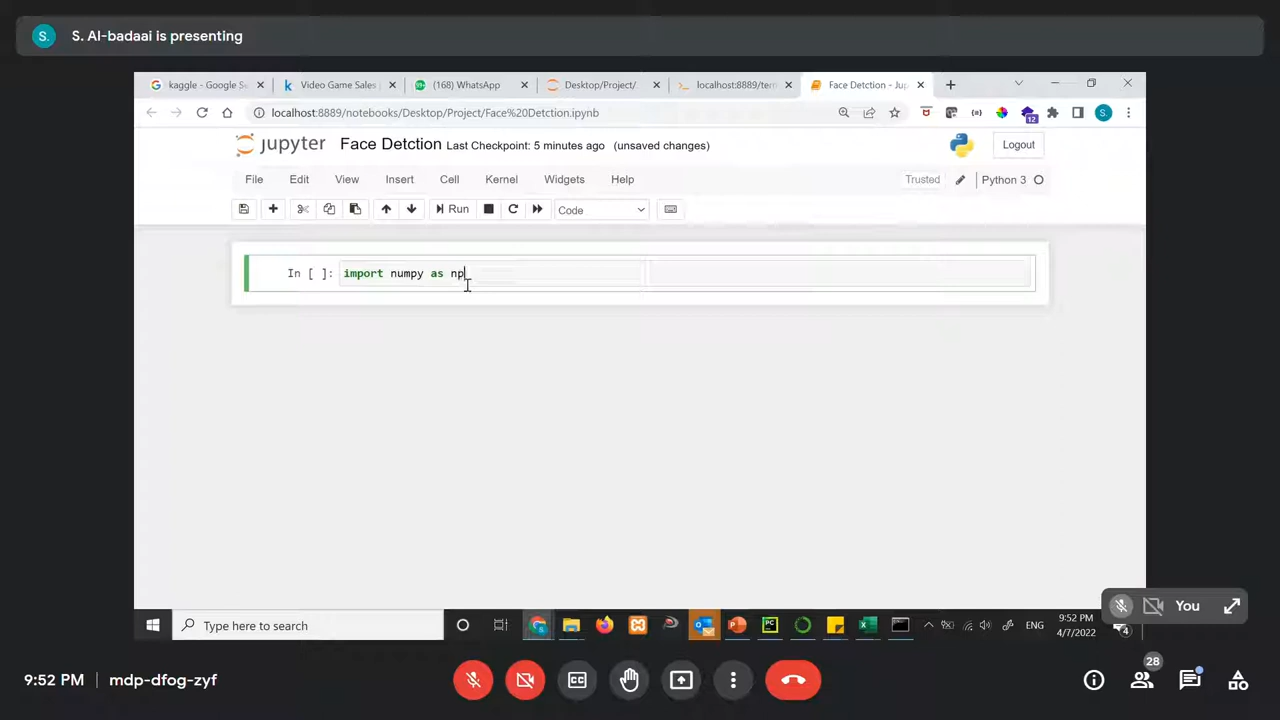 S. S. Al-badaai is presenting
kaggle - Google Se
Video Game Sales
(168) WhatsApp
Desktop/Project/
localhost:8889/tern
Face Detction - Jup
localhost:8889/notebooks/Desktop/Project/Face%20Detction.ipynb
12
S
jupyter Face Detction Last Checkpoint: 5 minutes ago (unsaved changes)
Logout
File Edit View Insert Cell Kernel Widgets Help
Trusted
Python 3
Run
Code
In [ ]: import numpy as np
You
Type here to search
ENG
9:52 PM
4/7/2022
4
9:52 PM | mdp-dfog-zyf
28